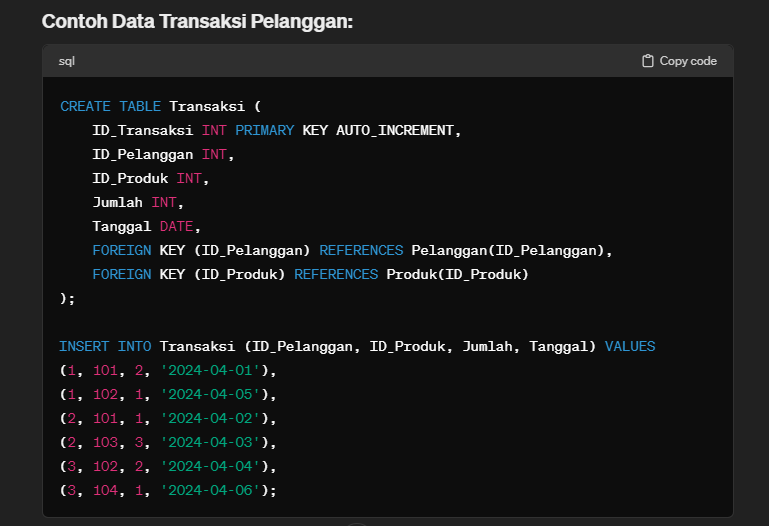 Contoh Data Transaksi Pelanggan:
sql
Copy code
CREATE TABLE Transaksi (
    ID_Transaksi INT PRIMARY KEY AUTO_INCREMENT,
    ID_Pelanggan INT,
    ID_Produk INT,
    Jumlah INT,
    Tanggal DATE,
    FOREIGN KEY (ID_Pelanggan) REFERENCES Pelanggan(ID_Pelanggan),
    FOREIGN KEY (ID_Produk) REFERENCES Produk(ID_Produk)
);
INSERT INTO Transaksi (ID_Pelanggan, ID_Produk, Jumlah, Tanggal) VALUES
(1, 101, 2, '2024-04-01'),
(1, 102, 1, '2024-04-05'),
(2, 101, 1, '2024-04-02'),
(2, 103, 3, '2024-04-03'),
(3, 102, 2, '2024-04-04'),
(3, 104, 1, '2024-04-06');